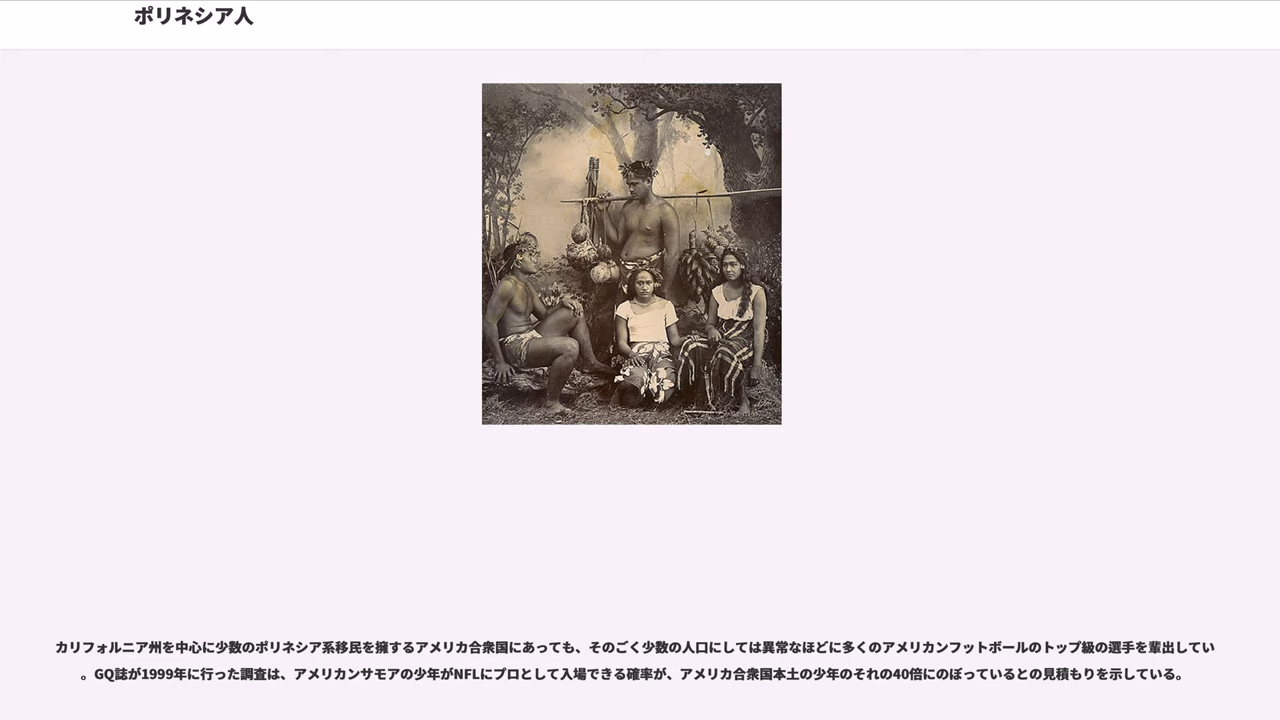 ポリネシア人
カリフォルニア州を中心に少数のポリネシア系移民を擁するアメリカ合衆国にあっても、そのごく少数の人口にしては異常なほどに多くのアメリカンフットボールのトップ級の選手を輩出してい
。GQ誌が1999年に行った調査は、アメリカンサモアの少年がNFLにプロとして入場できる確率が、アメリカ合衆国本土の少年のそれの40倍にのぼっているとの見積もりを示している。